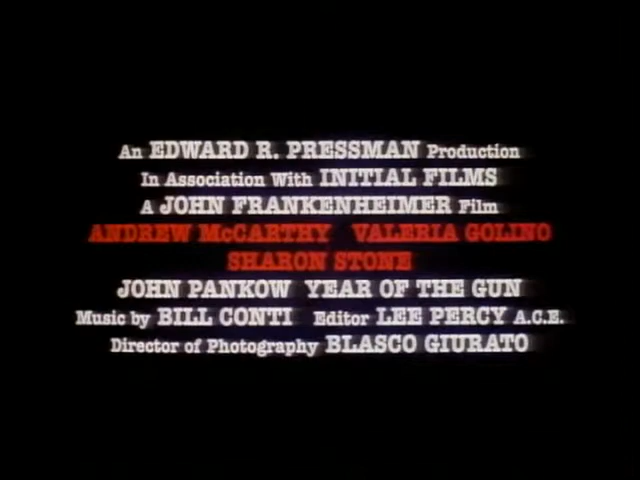 An EDWARD R. PRESSMAN Production
In Association With INITIAL FILMS
A JOHN FRANKENHEIMER Film
ANDREW McCARTHY VALERIA GOLINO
SHARON STONE
JOHN PANKOW YEAR OF THE GUN
Music by BILL CONTI Editor LEE PERCY A.C.E.
Director of Photography BLASCO GIURATO